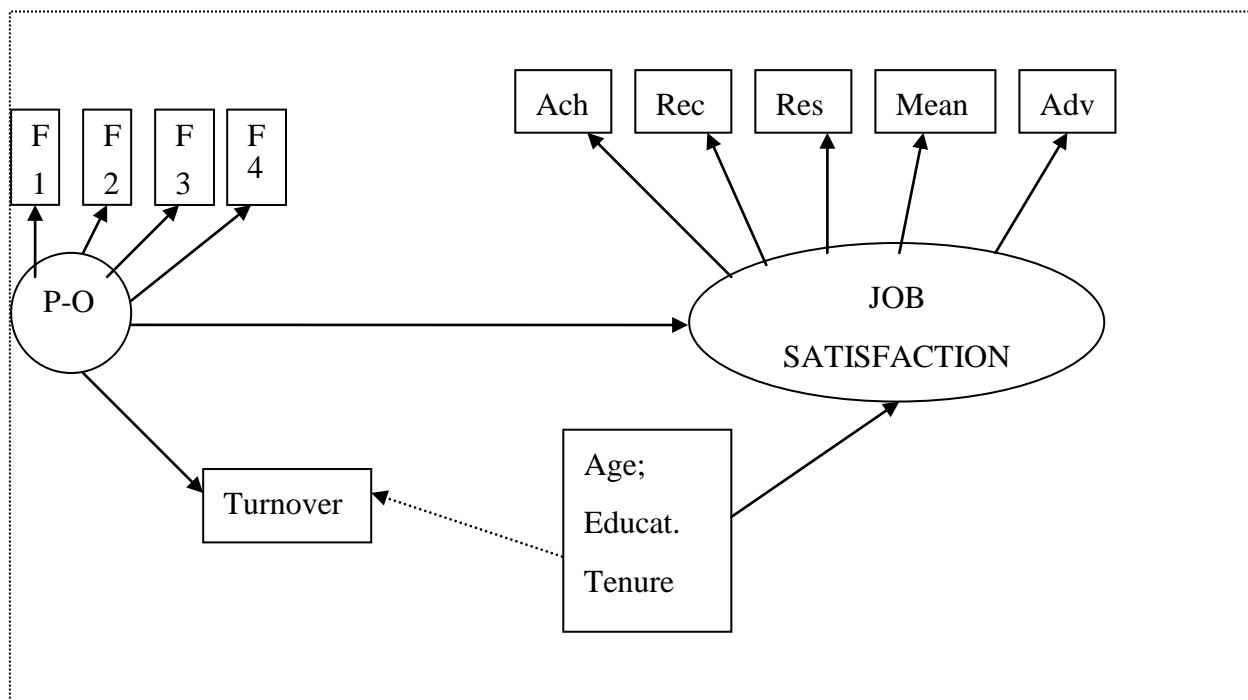 Ach
Rec
Res
Mean
Adv
F
1
F
2
F
3
F
4
P-O
JOB
SATISFACTION
Turnover
Age;
Educat.
Tenure